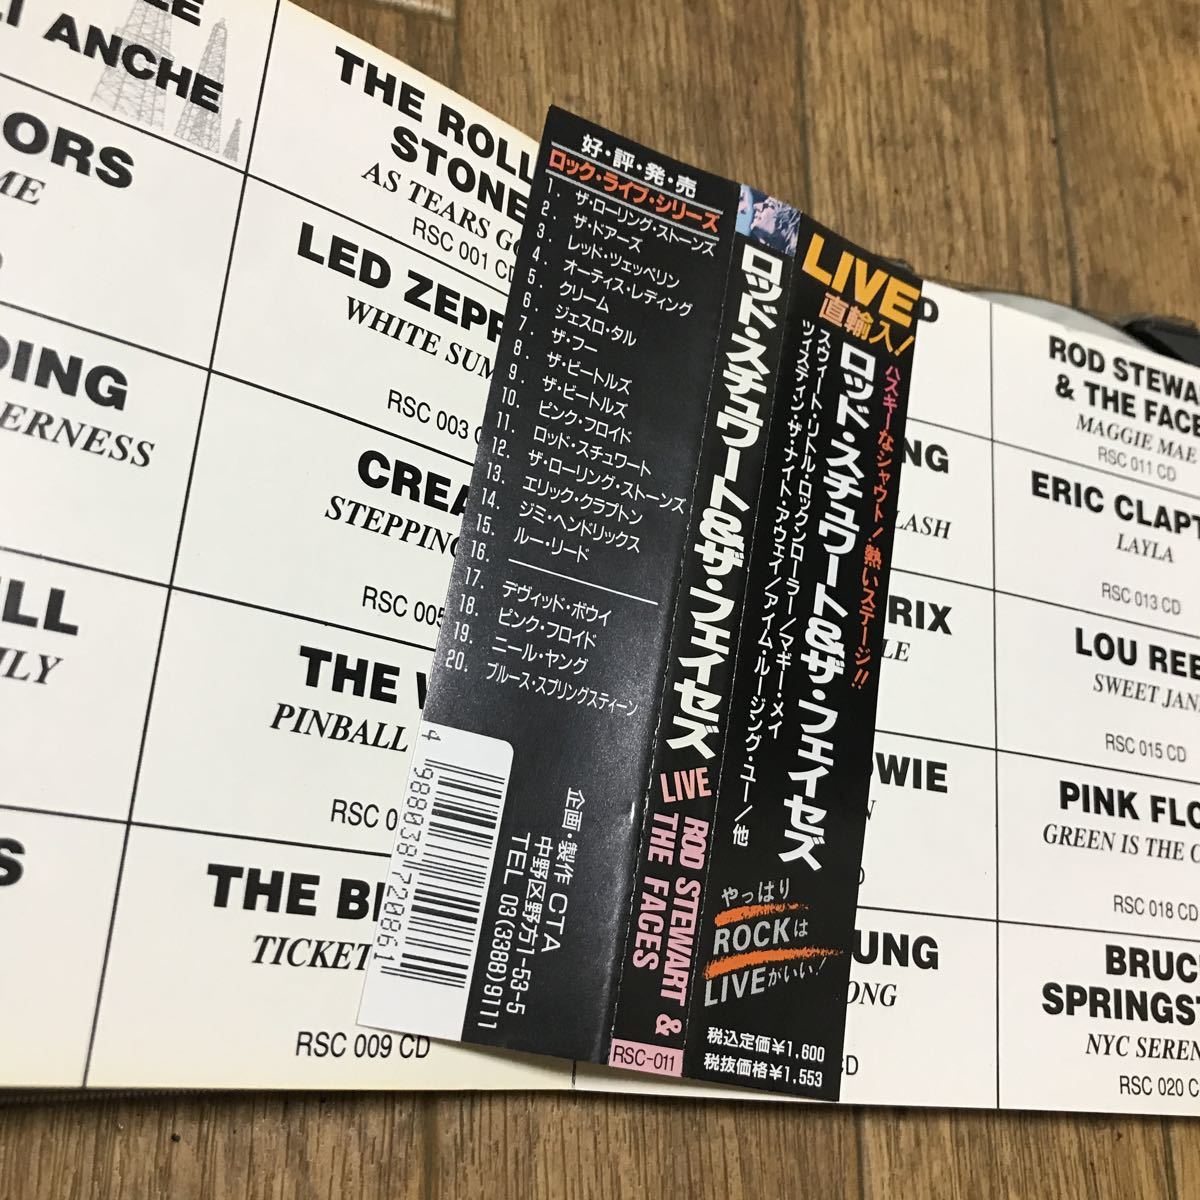 ANCHE
THE ROLL
STONE
AS TEARS GO
RSC 001 CD
LED ZEPP
WHITE SUM
RSC 003
CREA
STEPPING
RSC 005
THE W
PINBALL
THE B
TICKET
RSC 009 CD
ORS
ME
DING
ERNESS
ILY
好・評・発・売
ロック・ライブ・シリーズ
1. ザ・ローリング・ストーンズ
2. ザ・ドアーズ
3. レッド・ツェッペリン
4. オーティス・レディング
5. クリーム
6. ジェスロ・タル
7. ザ・フー
8. ザ・ビートルズ
9. ザ・ビートルズ
10. ピンク・フロイド
11. ロッド・スチュワート
12. ザ・ローリング・ストーンズ
13. エリック・クラプトン
14. ジミ・ヘンドリックス
15. ルー・リード
16.
17. デヴィッド・ボウイ
18. ピンク・フロイド
19. ニール・ヤング
20. ブルース・スプリングスティーン
4 988038 720861
企画・製作 CTA
中野区野方1-53-5
TEL 03(3388)9111
ロッド・スチュワート&ザ・フェイセズ
LIVE
ROD STEWART &
THE FACES
RSC-011
LIVE
直輸入!
ハスキーなシャウト!熱いステージ!!
ロッド・スチュワート&ザ・フェイセズ
スウィート・リトル・ロックンローラー/マギー・メイ
ツイスティン・ザ・ナイト・アウェイ/アイム・ルージング・ユー/他
やっぱり
ROCKは
LIVEがいい!
税込定価¥1,600
税抜価格¥1,553
NG
LASH
RIX
LE
OWIE
UNG
ONG
ROD STEWA
& THE FACE
MAGGIE MAE
RSC 011 CD
ERIC CLAPT
LAYLA
RSC 013 CD
LOU REE
SWEET JAN
RSC 015 CD
PINK FLO
GREEN IS THE C
RSC 018 CD
BRUC
SPRINGST
NYC SEREN
RSC 020 C